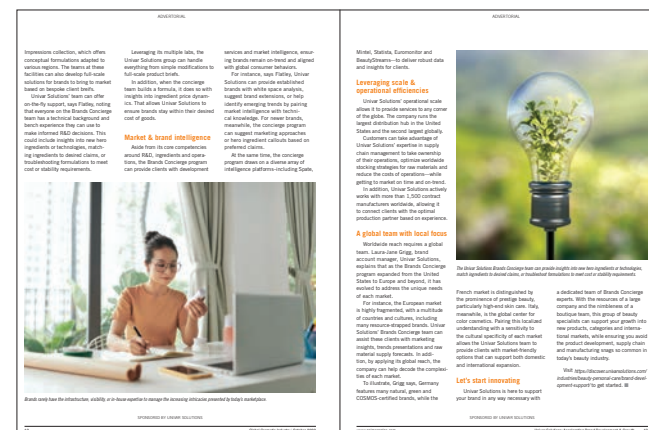 ADVERTORIAL
Impressions collection, which offers
conceptual formulations adapted to
various regions. The teams at these
facilities can also develop full-scale
solutions for brands to bring to market
based on bespoke client briefs.
Univar Solutions' team can offer
on-the-fly support, says Flatley, noting
that everyone on the Brands Concierge
team has a technical background and
bench experience they can use to
make informed R&D decisions. This
could include insights into new hero
ingredients or technologies, match-
ing ingredients to desired claims, or
troubleshooting formulations to meet
cost or stability requirements.
Leveraging its multiple labs, the
Univar Solutions group can handle
everything from simple modifications to
full-scale product briefs.
In addition, when the concierge
team builds a formula, it does so with
insights into ingredient price dynam-
ics. That allows Univar Solutions to
ensure brands stay within their desired
cost of goods.
Market & brand intelligence
Aside from its core competencies
around R&D, ingredients and opera-
tions, the Brands Concierge program
can provide clients with development
services and market intelligence, ensur-
ing brands remain on-trend and aligned
with global consumer behaviors.
For instance, says Flatley, Univar
Solutions can provide established
brands with white space analysis,
suggest brand extensions, or help
identify emerging trends by pairing
market intelligence with techni-
cal knowledge. For newer brands,
meanwhile, the concierge program
can suggest marketing approaches
or hero ingredient callouts based on
preferred claims.
At the same time, the concierge
program draws on a diverse array of
intelligence platforms–including Spate,
Brands rarely have the infrastructure, visibility, or in-house expertise to manage the increasing intricacies presented by today's marketplace.
SPONSORED BY UNIVAR SOLUTIONS
ADVERTORIAL
Mintel, Statista, Euromonitor and
BeautyStreams—to deliver robust data
and insights for clients.
Leveraging scale &
operational efficiencies
Univar Solutions' operational scale
allows it to provide services to any corner
of the globe. The company runs the
largest distribution hub in the United
States and the second largest globally.
Customers can take advantage of
Univar Solutions' expertise in supply
chain management to take ownership
of their operations, optimize worldwide
stocking strategies for raw materials and
reduce the costs of operations—while
getting to market on time and on-trend.
In addition, Univar Solutions actively
works with more than 1,500 contract
manufacturers worldwide, allowing it
to connect clients with the optimal
production partner based on experience.
A global team with local focus
Worldwide reach requires a global
team. Laura-Jane Grigg, brand
account manager, Univar Solutions,
explains that as the Brands Concierge
program expanded from the United
States to Europe and beyond, it has
evolved to address the unique needs
of each market.
For instance, the European market
is highly fragmented, with a multitude
of countries and cultures, including
many resource-strapped brands. Univar
Solutions' Brands Concierge team can
assist these clients with marketing
insights, trends presentations and raw
material supply forecasts. In addi-
tion, by applying its global reach, the
company can help decode the complexi-
ties of each market.
To illustrate, Grigg says, Germany
features many natural, green and
COSMOS-certified brands, while the
The Univar Solutions Brands Concierge team can provide insights into new hero ingredients or technologies,
match ingredients to desired claims, or troubleshoot formulations to meet cost or stability requirements.
French market is distinguished by
the prominence of prestige beauty,
particularly high-end skin care. Italy,
meanwhile, is the global center for
color cosmetics. Pairing this localized
understanding with a sensitivity to
the cultural specificity of each market
allows the Univar Solutions team to
provide clients with market-friendly
options that can support both domestic
and international expansion.
Let's start innovating
Univar Solutions is here to support
your brand in any way necessary with
a dedicated team of Brands Concierge
experts. With the resources of a large
company and the nimbleness of a
boutique team, this group of beauty
specialists can support your growth into
new products, categories and interna-
tional markets, while ensuring you avoid
the product development, supply chain
and manufacturing snags so common in
today's beauty industry.
Visit https://discover.univarsolutions.com/
industries/beauty-personal-care/brand-devel-
opment-support/ to get started.
SPONSORED BY UNIVAR SOLUTIONS